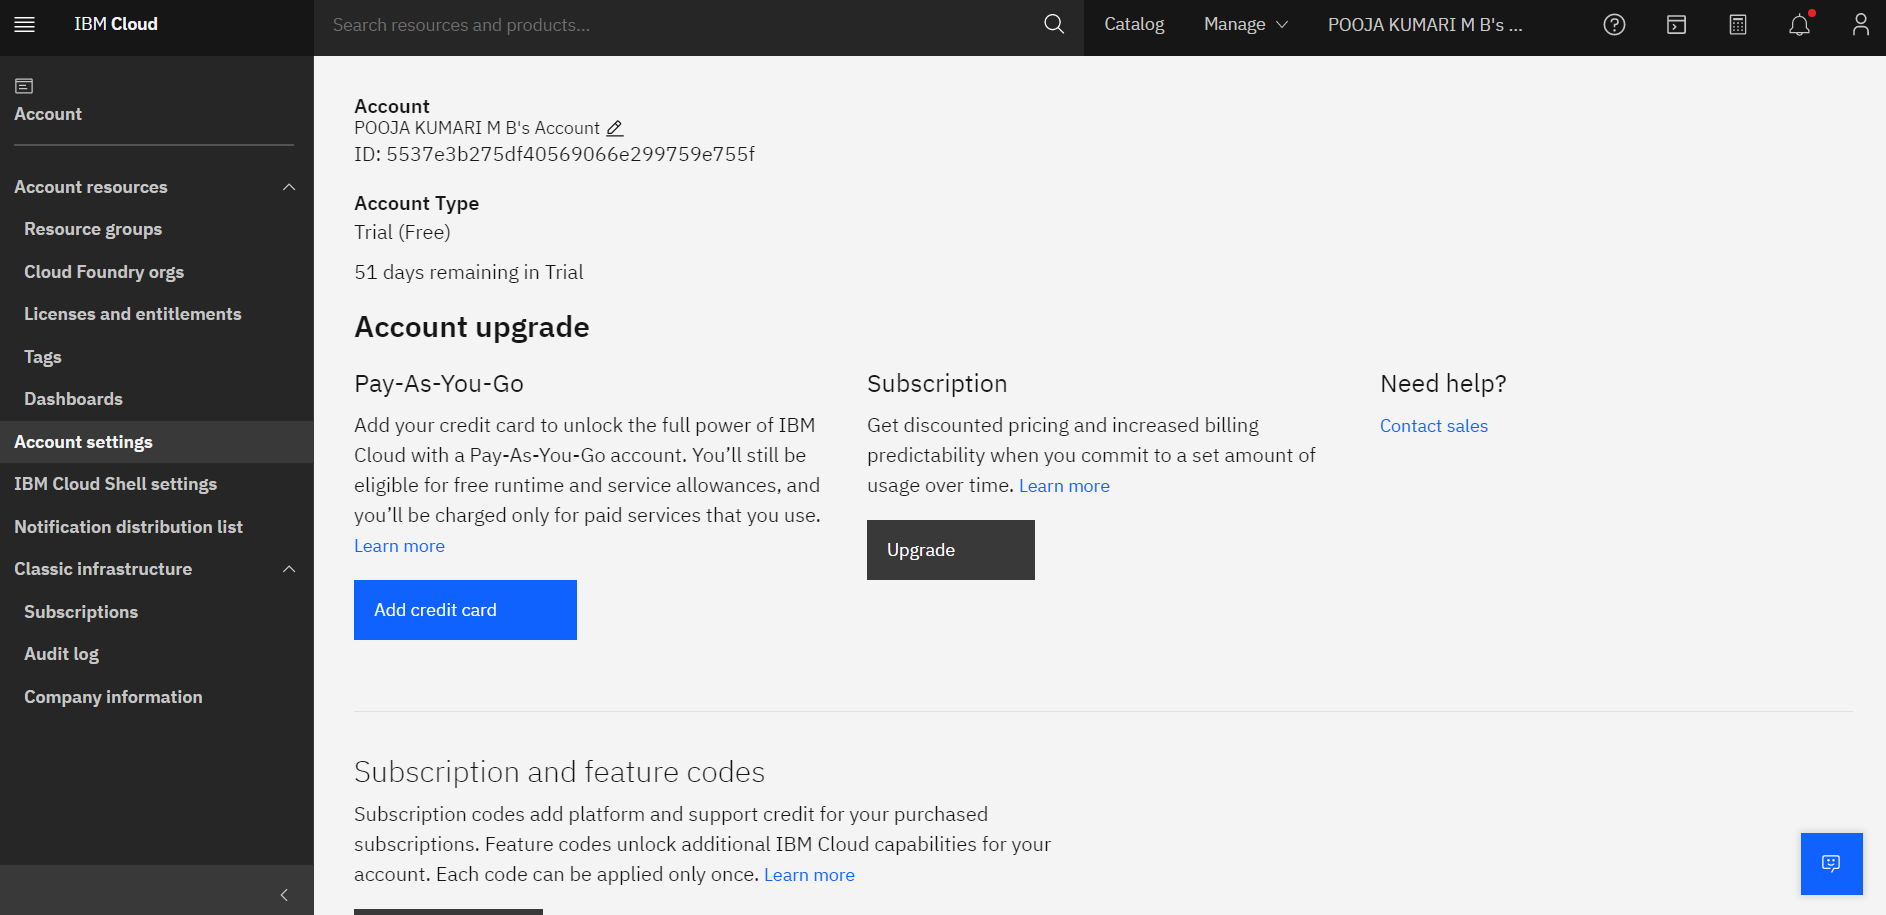 IBM Cloud
Search resources and products...
Catalog
Manage
POOJA KUMARI M B's ...
Account
Account resources
Resource groups
Cloud Foundry orgs
Licenses and entitlements
Tags
Dashboards
Account settings
IBM Cloud Shell settings
Notification distribution list
Classic infrastructure
Subscriptions
Audit log
Company information
Account
POOJA KUMARI M B's Account
ID: 5537e3b275df40569066e299759e755f
Account Type
Trial (Free)
51 days remaining in Trial
Account upgrade
Pay-As-You-Go
Add your credit card to unlock the full power of IBM
Cloud with a Pay-As-You-Go account. You’ll still be
eligible for free runtime and service allowances, and
you’ll be charged only for paid services that you use.
Learn more
Add credit card
Subscription
Get discounted pricing and increased billing
predictability when you commit to a set amount of
usage over time. Learn more
Upgrade
Need help?
Contact sales
Subscription and feature codes
Subscription codes add platform and support credit for your purchased
subscriptions. Feature codes unlock additional IBM Cloud capabilities for your
account. Each code can be applied only once. Learn more